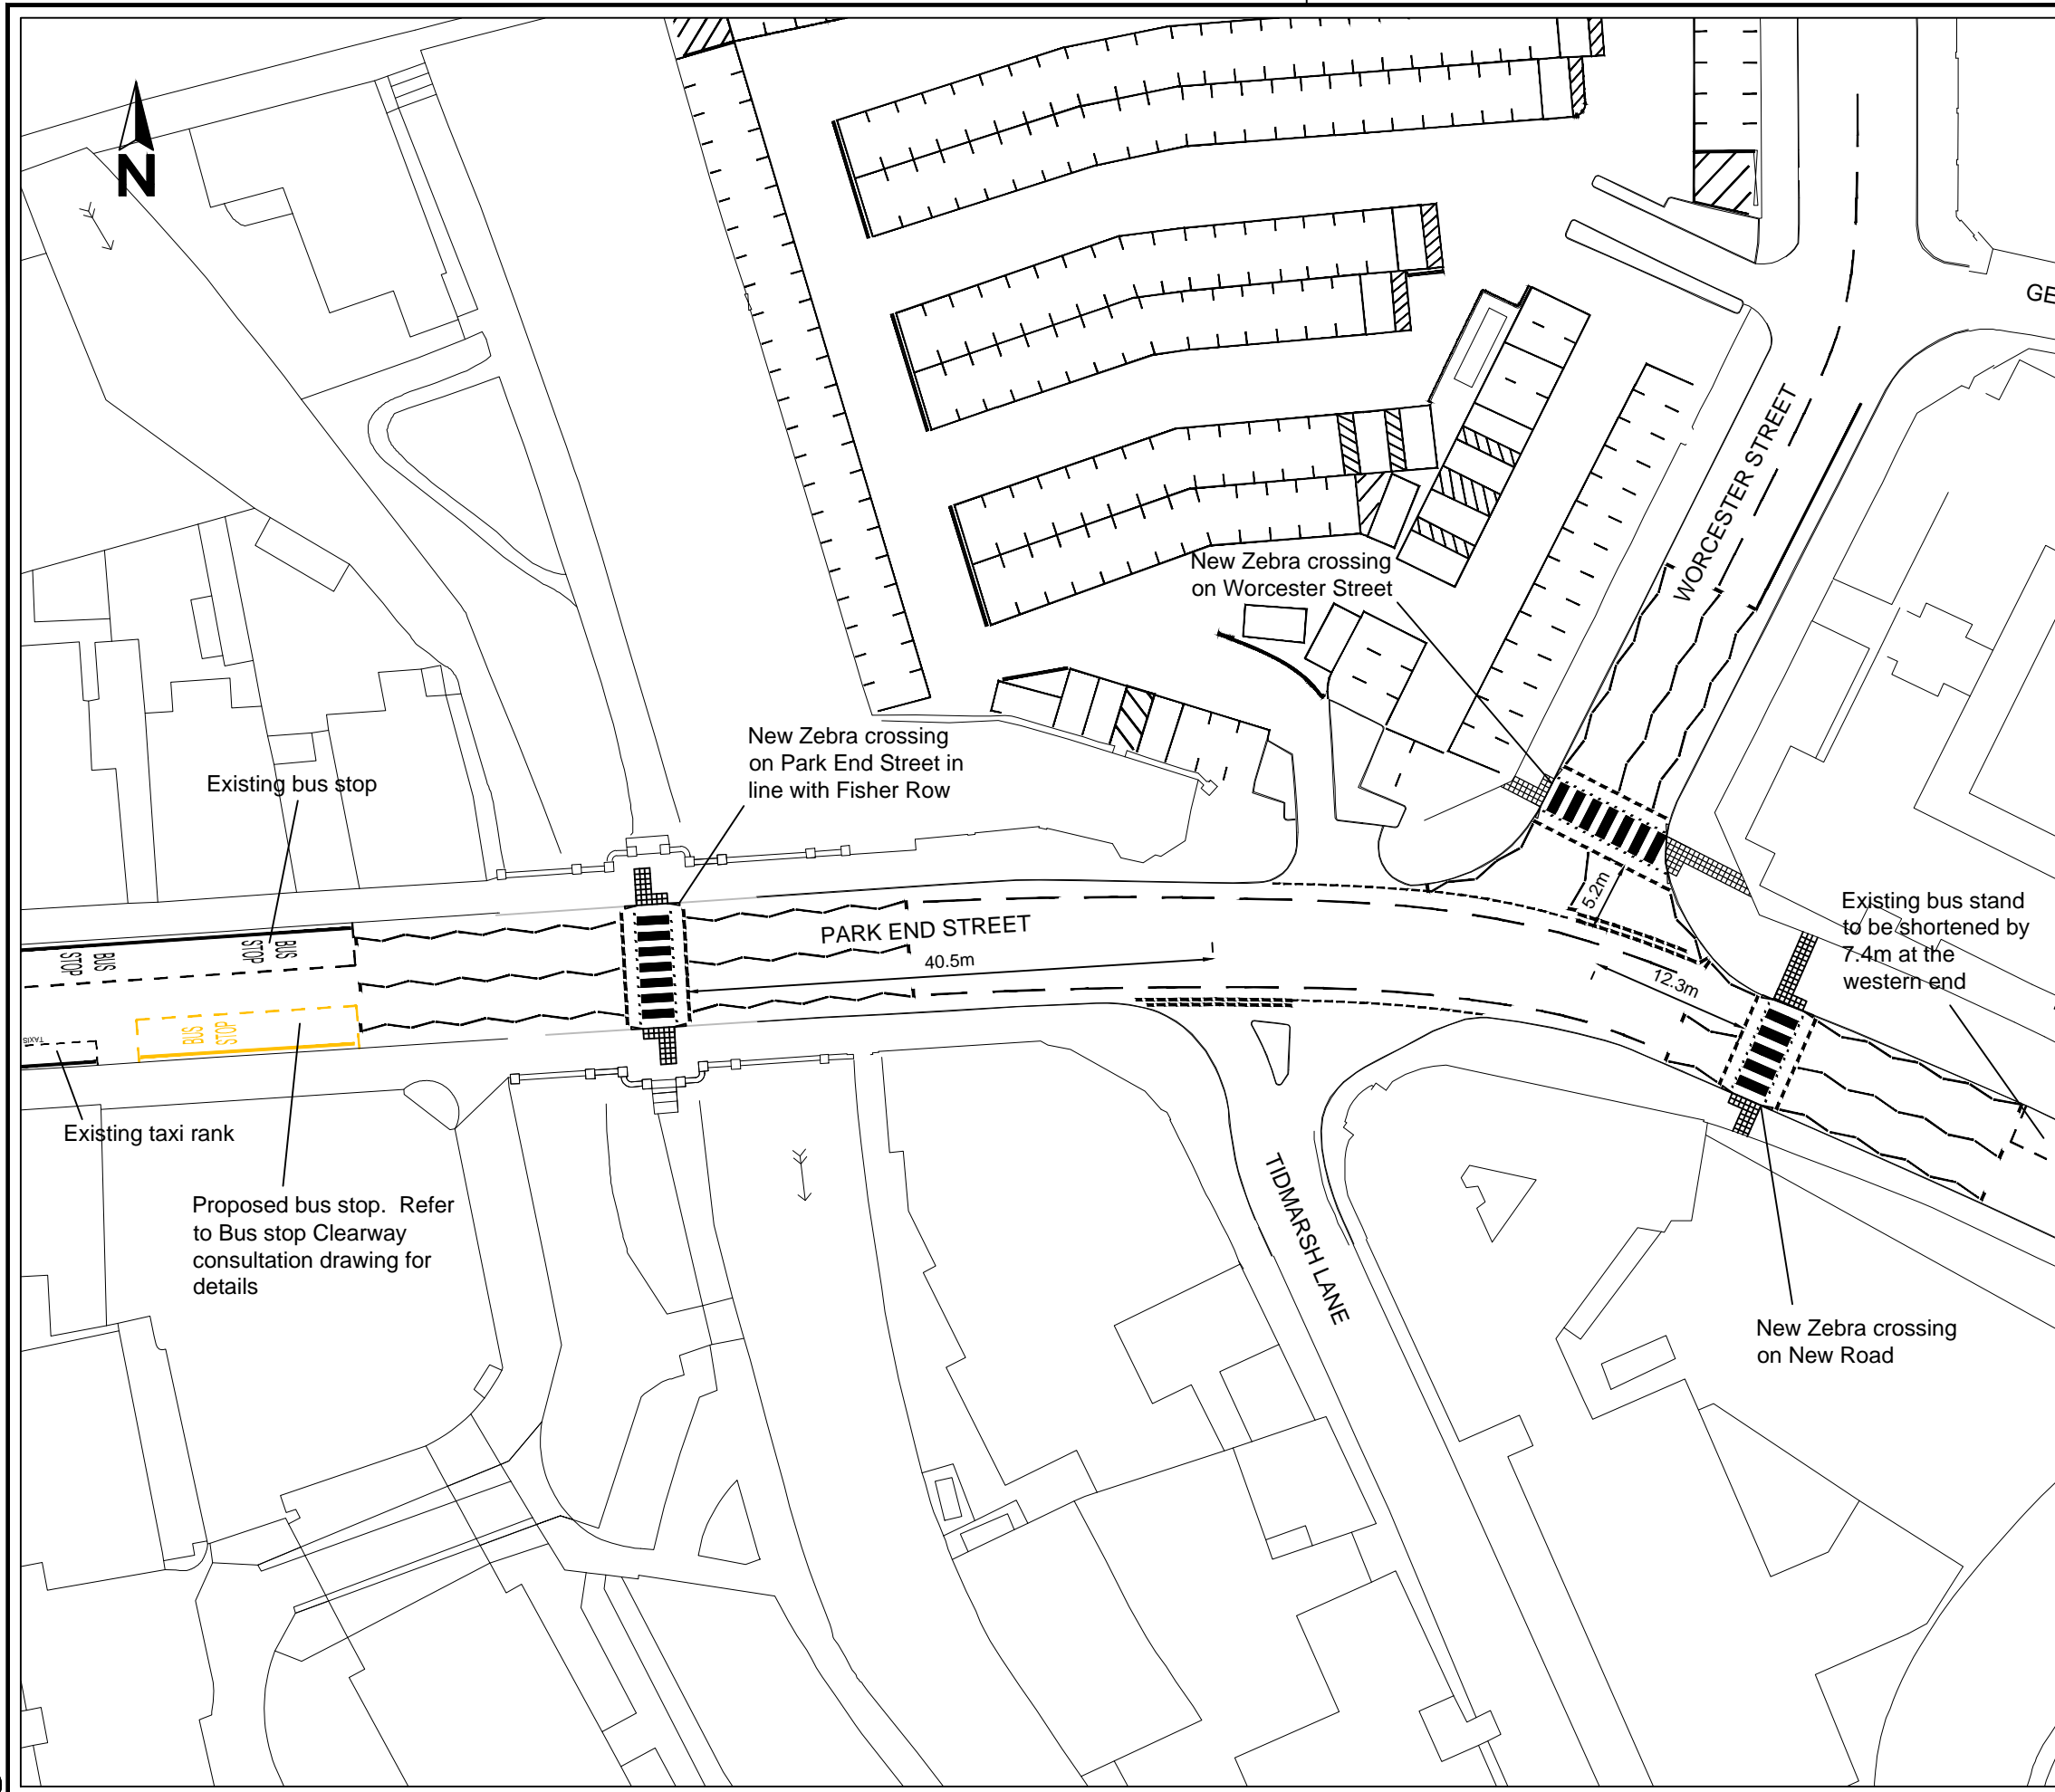 N
GE
WORCESTER STREET
New Zebra crossing
on Worcester Street
New Zebra crossing
on Park End Street in
line with Fisher Row
Existing bus stop
BUS
STOP
BUS
STOP
PARK END STREET
40.5m
5.2m
12.3m
Existing bus stand
to be shortened by
7.4m at the
western end
BUS
STOP
TAXIS
Existing taxi rank
Proposed bus stop. Refer
to Bus stop Clearway
consultation drawing for
details
TIDMARSH LANE
New Zebra crossing
on New Road